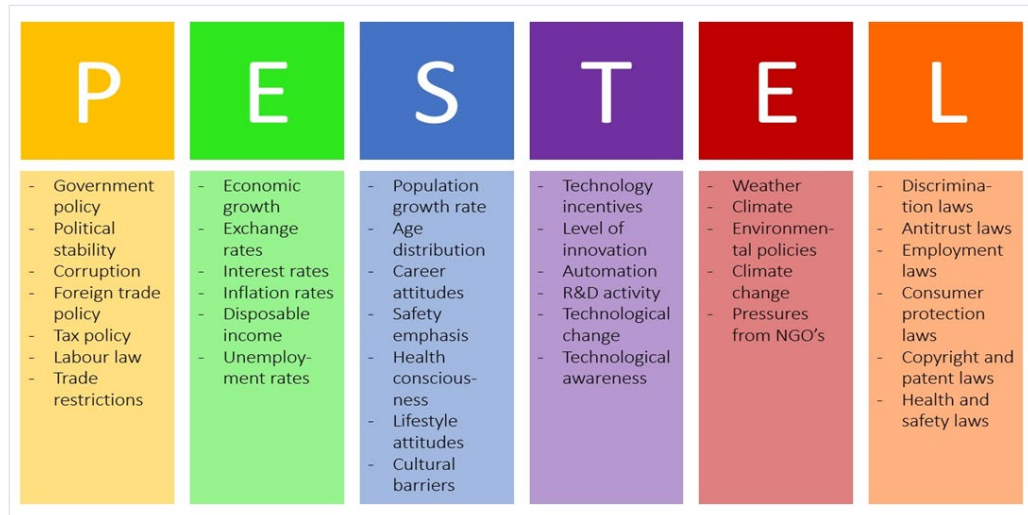 P
E
S
T
E
L
- Government
policy
- Political
stability
- Corruption
- Foreign trade
policy
- Tax policy
- Labour law
- Trade
restrictions
- Economic
growth
- Exchange
rates
- Interest rates
- Inflation rates
- Disposable
income
- Unemploy-
ment rates
- Population
growth rate
- Age
distribution
- Career
attitudes
- Safety
emphasis
- Health
conscious-
ness
- Lifestyle
attitudes
- Cultural
barriers
- Technology
incentives
- Level of
innovation
- Automation
- R&D activity
- Technological
change
- Technological
awareness
- Weather
- Climate
- Environmen-
tal policies
- Climate
change
- Pressures
from NGO's
- Discrimina-
tion laws
- Antitrust laws
- Employment
laws
- Consumer
protection
laws
- Copyright and
patent laws
- Health and
safety laws